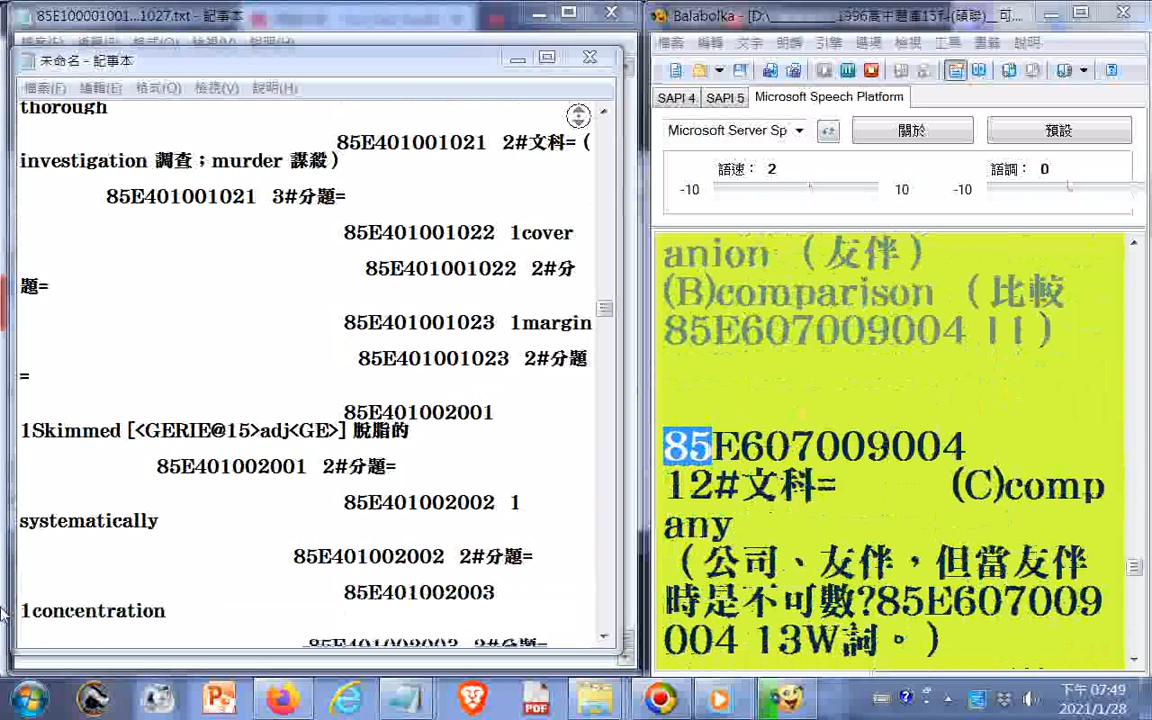 85E100001001...1027.txt - 記事本
未命名 - 記事本
檔案(F) 編輯(E) 格式(O) 檢視(V) 說明(H)
thorough
85E401001021 2#文科=（
investigation 調查；murder 謀殺）
85E401001021 3#分題=
85E401001022 1cover
85E401001022 2#分
題=
85E401001023 1margin
85E401001023 2#分題
=
85E401002001
1Skimmed [<GERIE@15>adj<GE>] 脫脂的
85E401002001 2#分題=
85E401002002 1
systematically
85E401002002 2#分題=
85E401002003
1concentration
85E401002003 2#分題=
Balabolka - [D:\
檔案 編輯 文字 朗讀 引擎 選項 檢視 工具 書籤 說明
SAPI 4 SAPI 5 Microsoft Speech Platform
Microsoft Server Sp 關於 預設
語速： 2 語調： 0
-10 10 -10
anion （友伴）
(B)comparison （比較
85E607009004 11）
85E607009004
12#文科= (C)comp
any
（公司、友伴，但當友伴
時是不可數?85E607009
004 13W詞。）
下午 07:49
2021/1/28